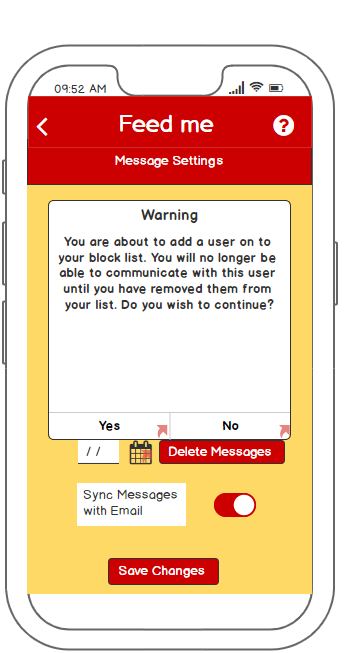 09:52 AM
Feed me
?
Message Settings
Warning
You are about to add a user on to
your block list. You will no longer be
able to communicate with this user
until you have removed them from
your list. Do you wish to continue?
Yes No
/ / Delete Messages
Sync Messages
with Email
Save Changes